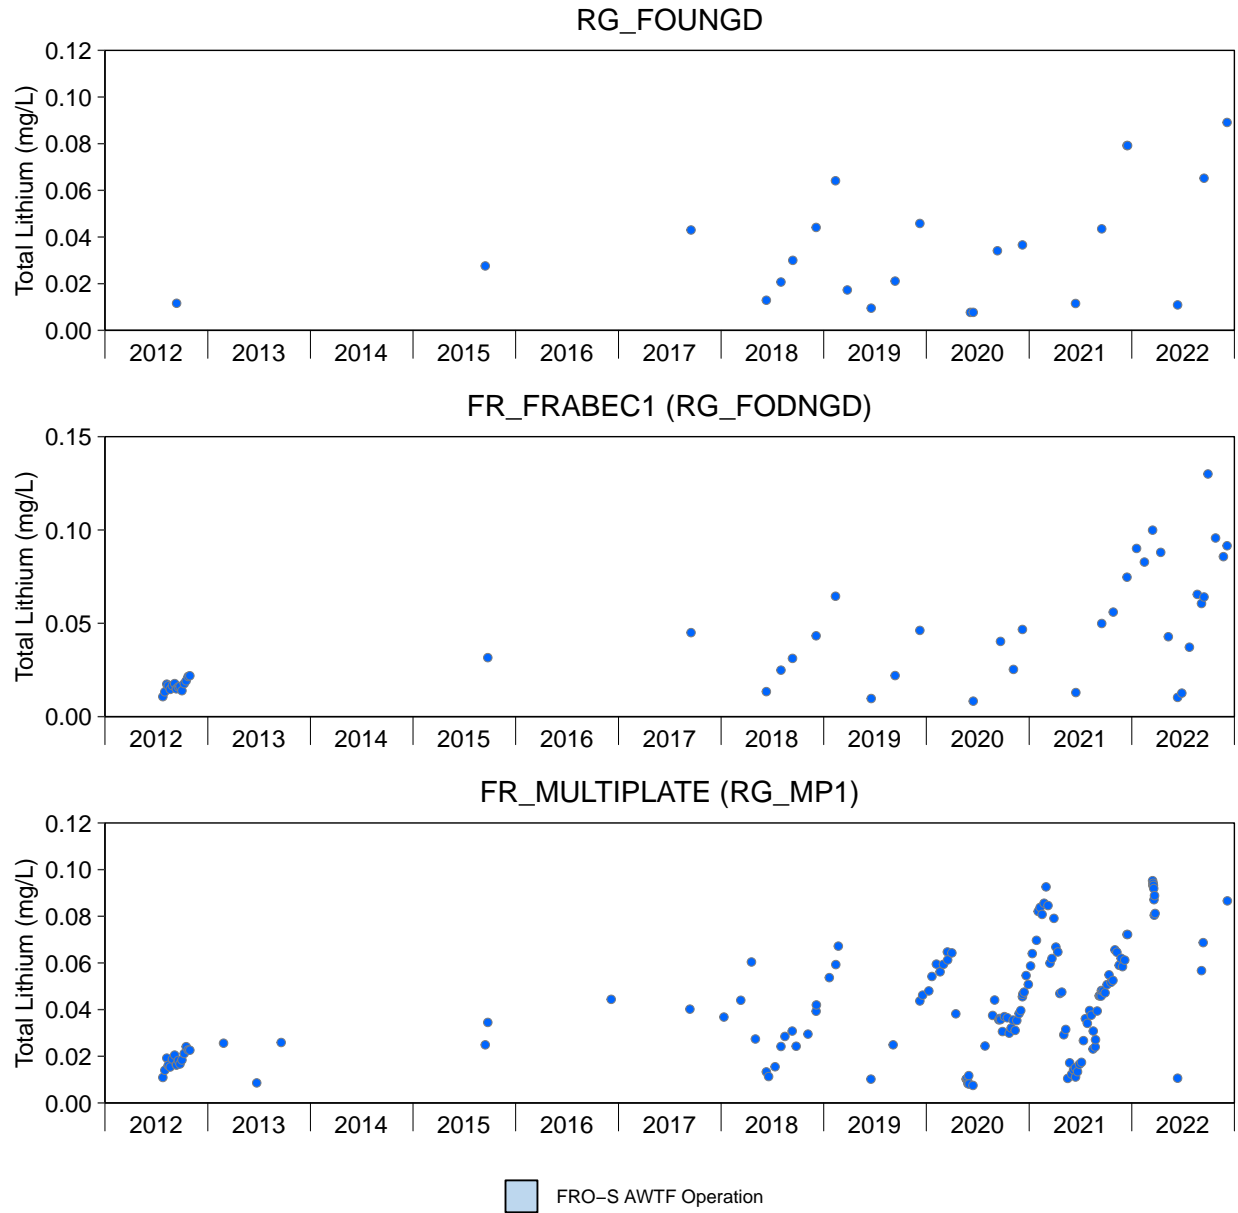 RG_FOUNGD
Total Lithium (mg/L)
0.12
0.10
0.08
0.06
0.04
0.02
0.00
2012 2013 2014 2015 2016 2017 2018 2019 2020 2021 2022
FR_FRABEC1 (RG_FODNGD)
Total Lithium (mg/L)
0.15
0.10
0.05
0.00
2012 2013 2014 2015 2016 2017 2018 2019 2020 2021 2022
FR_MULTIPLATE (RG_MP1)
Total Lithium (mg/L)
0.12
0.10
0.08
0.06
0.04
0.02
0.00
2012 2013 2014 2015 2016 2017 2018 2019 2020 2021 2022
FRO−S AWTF Operation